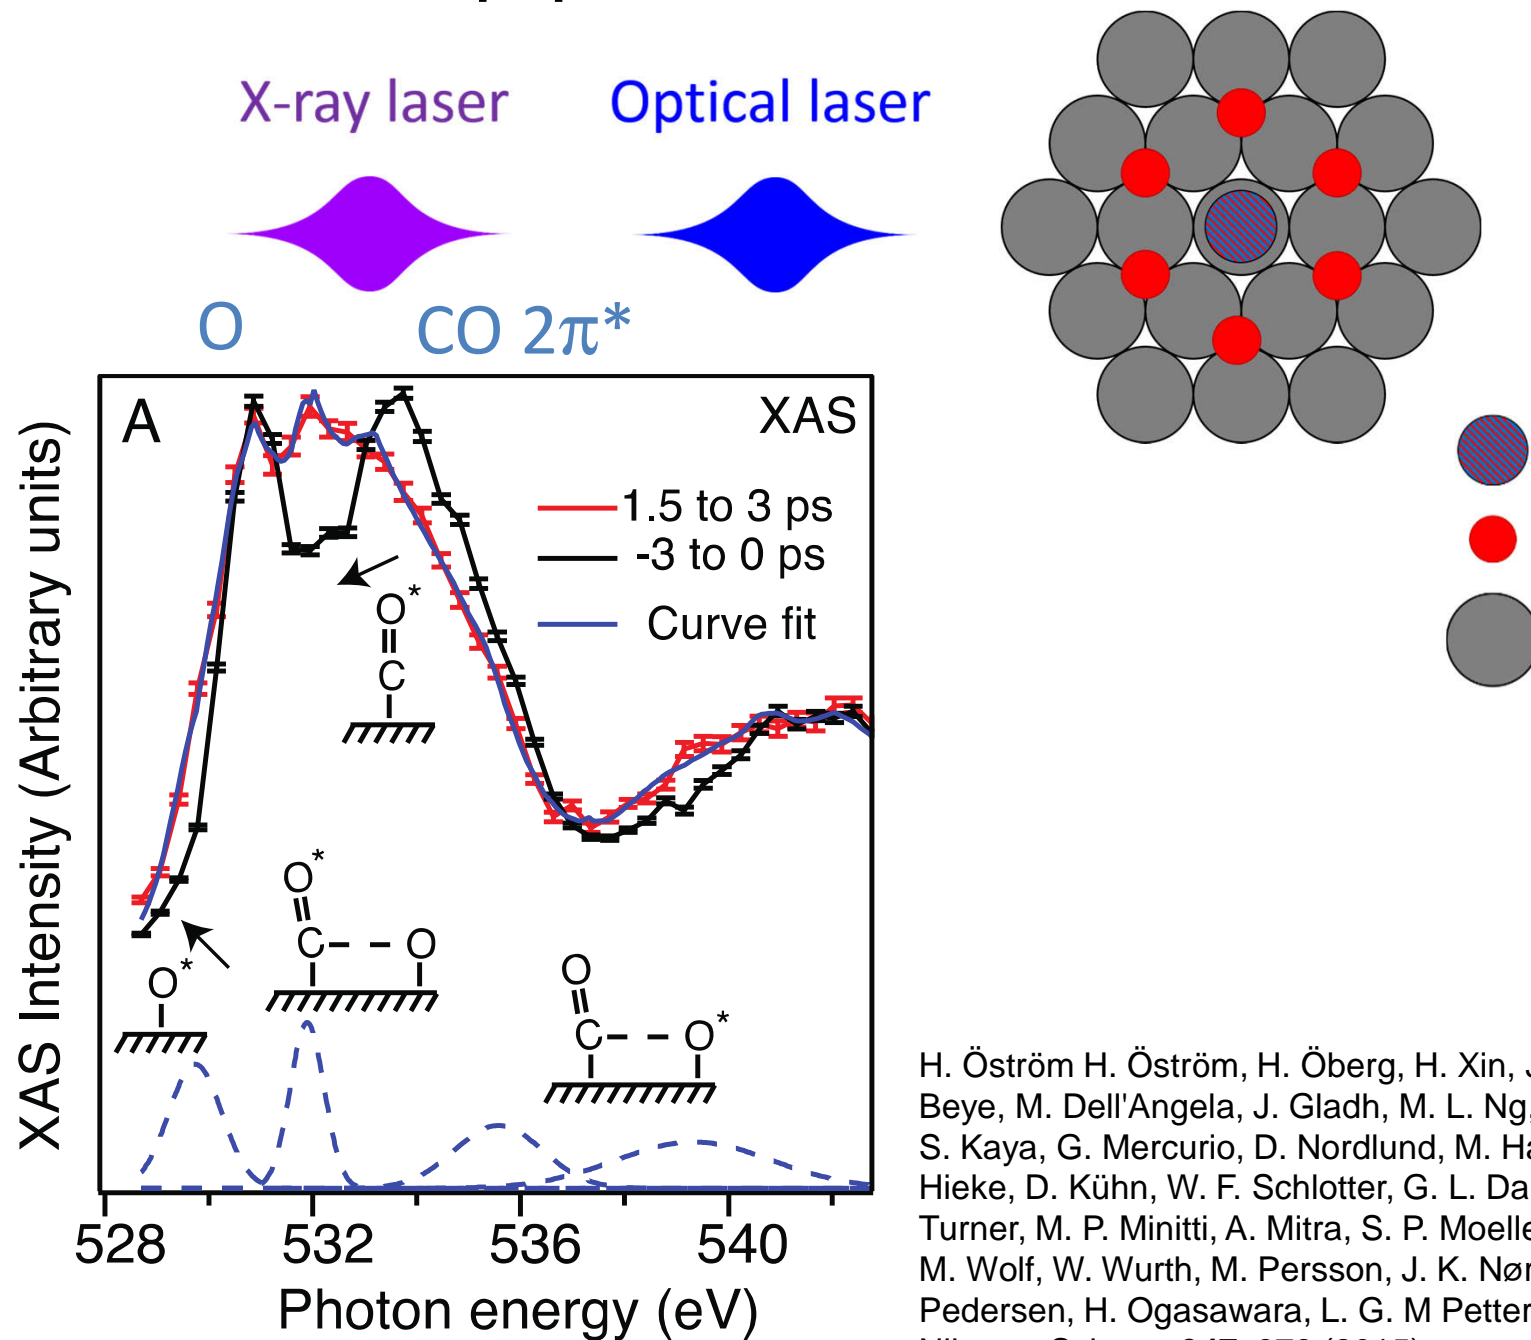 X-ray laser
Optical laser
O
CO 2π*
A
XAS
1.5 to 3 ps
-3 to 0 ps
Curve fit
O*
C
O*
O*
C
O
O
C
O*
XAS Intensity (Arbitrary units)
528
532
536
540
Photon energy (eV)
H. Öström H. Öström, H. Öberg, H. Xin,
Beye, M. Dell'Angela, J. Gladh, M. L. Ng,
S. Kaya, G. Mercurio, D. Nordlund, M.
Hieke, D. Kühn, W. F. Schlotter, G. L.
Turner, M. P. Minitti, A. Mitra, S. P.
M. Wolf, W. Wurth, M. Persson, J. K.
Pedersen, H. Ogasawara, L. G. M